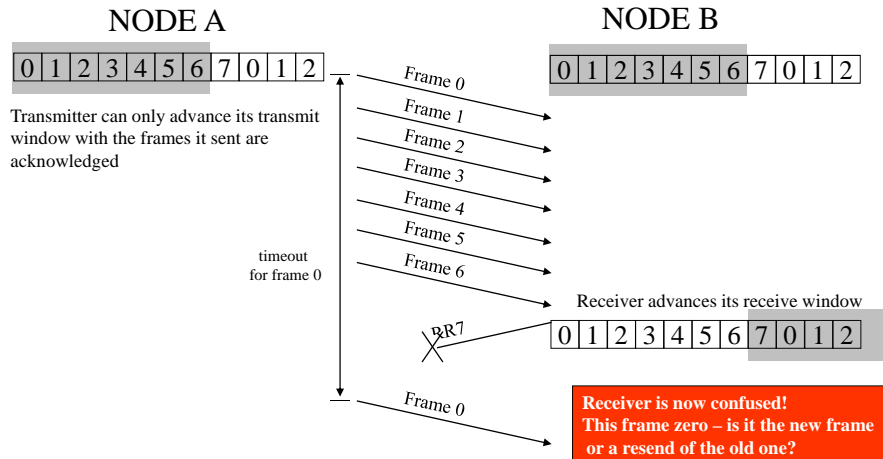 NODE A
NODE B
0 1 2 3 4 5 6 7 0 1 2
0 1 2 3 4 5 6 7 0 1 2
Transmitter can only advance its transmit
window with the frames it sent are
acknowledged
Frame 0
Frame 1
Frame 2
Frame 3
Frame 4
Frame 5
Frame 6
timeout
for frame 0
Receiver advances its receive window
RR7
0 1 2 3 4 5 6 7 0 1 2
Frame 0
Receiver is now confused!
This frame zero – is it the new frame
or a resend of the old one?